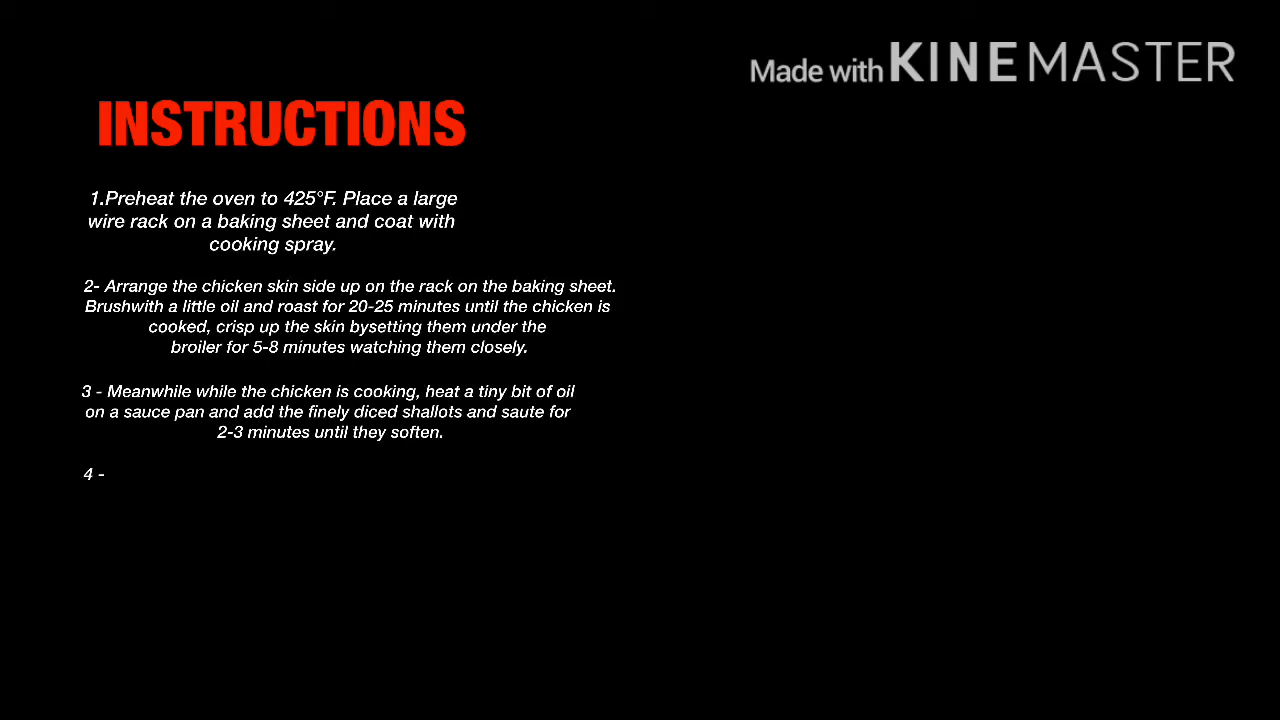 Made with KINEMASTER
INSTRUCTIONS
1.Preheat the oven to 425°F. Place a large
wire rack on a baking sheet and coat with
cooking spray.
2- Arrange the chicken skin side up on the rack on the baking sheet.
Brushwith a little oil and roast for 20-25 minutes until the chicken is
cooked, crisp up the skin bysetting them under the
broiler for 5-8 minutes watching them closely.
3 - Meanwhile while the chicken is cooking, heat a tiny bit of oil
on a sauce pan and add the finely diced shallots and saute for
2-3 minutes until they soften.
4 -